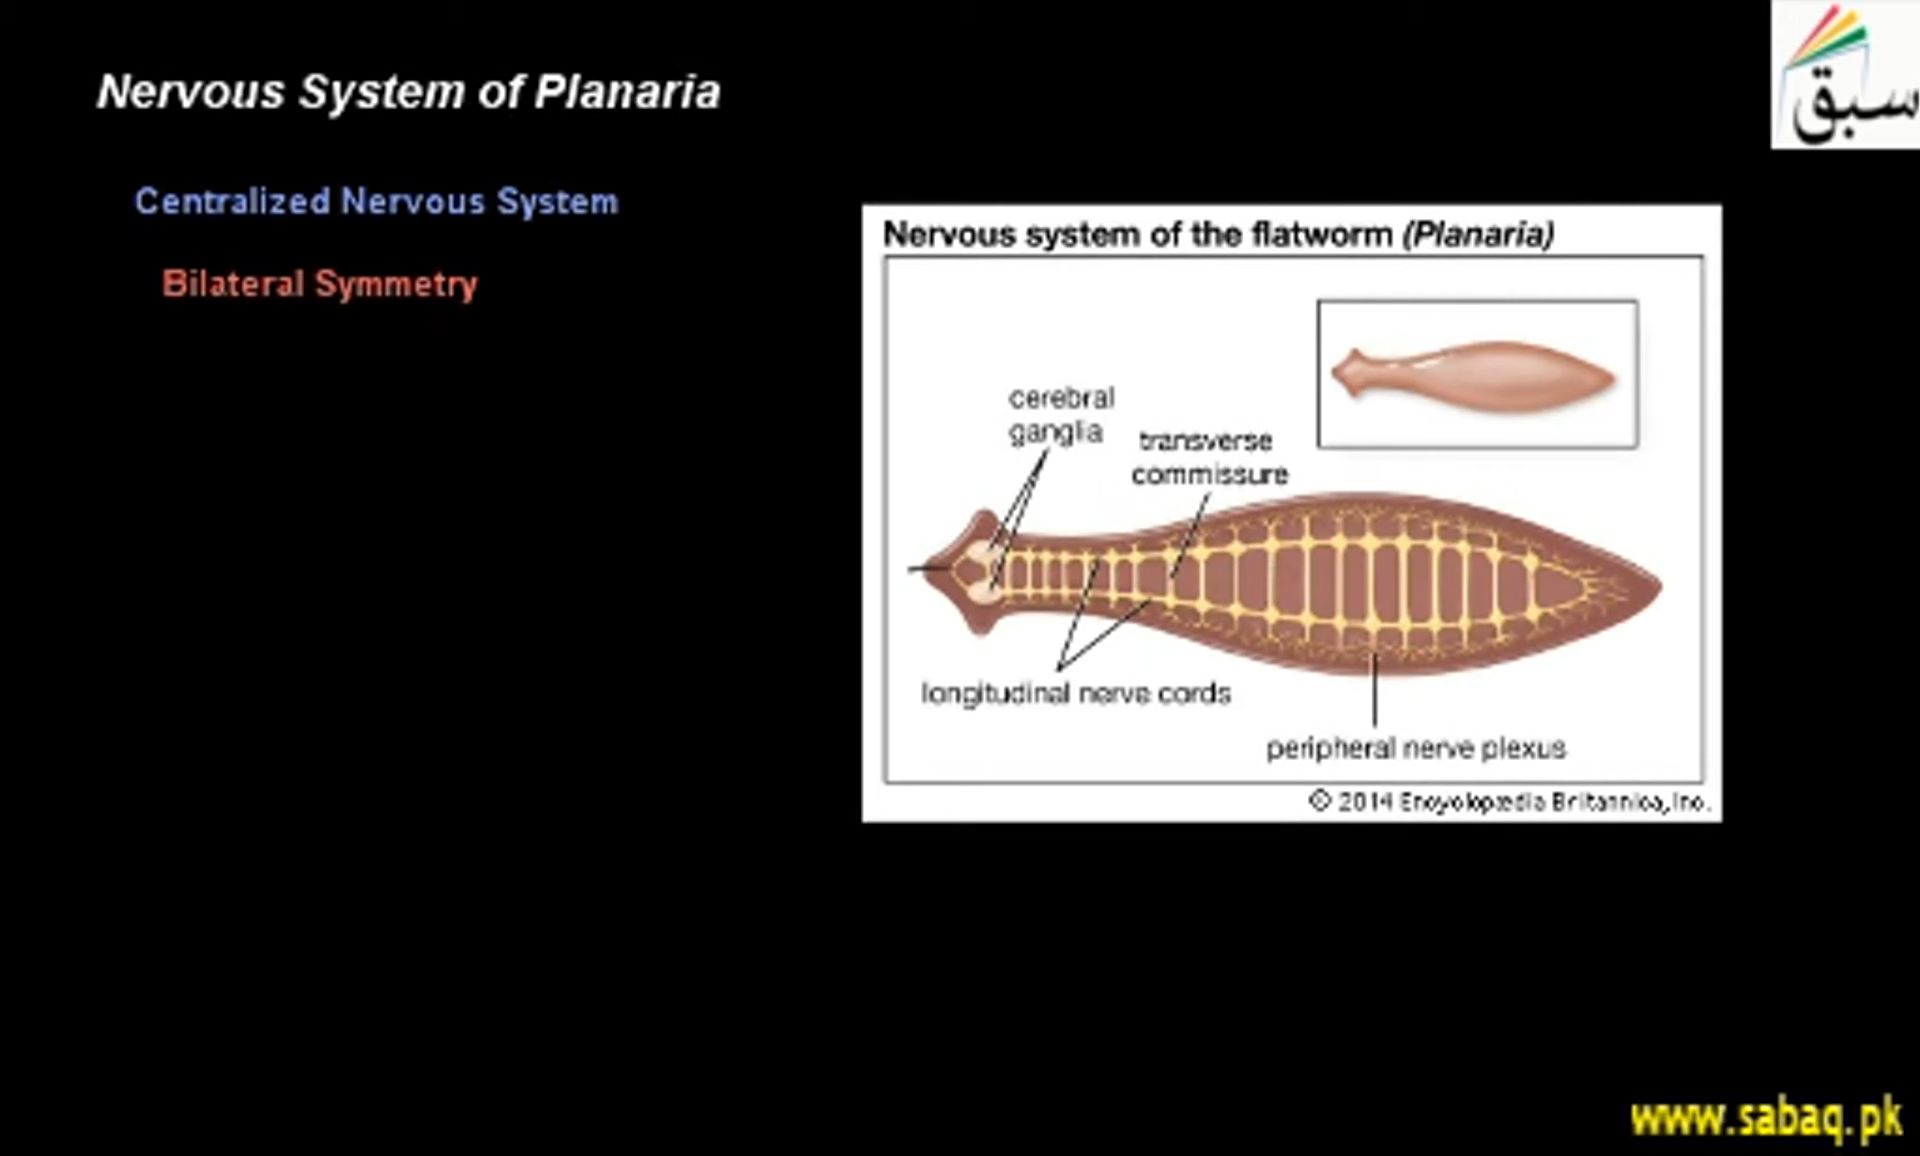 Nervous System of Planaria
سبق
Centralized Nervous System
Bilateral Symmetry
Nervous system of the flatworm (Planaria)
cerebral
ganglia
transverse
commissure
longitudinal nerve cords
peripheral nerve plexus
© 2014 Encyclopædia Britannica, Inc.
www.sabaq.pk